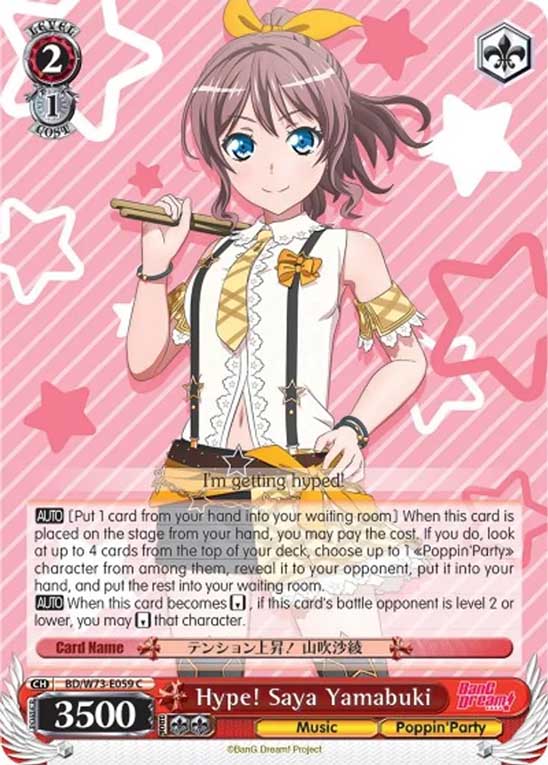 LEVEL
2
1
COST
I'm getting hyped!
AUTO [Put 1 card from your hand into your waiting room] When this card is
placed on the stage from your hand, you may pay the cost. If you do, look
at up to 4 cards from the top of your deck, choose up to 1 «Poppin'Party»
character from among them, reveal it to your opponent, put it into your
hand, and put the rest into your waiting room.
AUTO When this card becomes , if this card's battle opponent is level 2 or
lower, you may that character.
Card Name テンション上昇! 山吹沙綾
CH BD/W73-E059 C
Hype! Saya Yamabuki
BanG Dream!
POWER 3500 SOUL Music Poppin'Party
©BanG Dream! Project